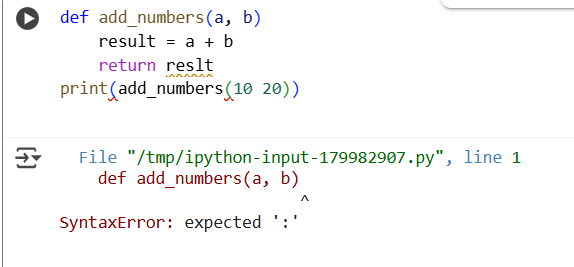 def add_numbers(a, b)
    result = a + b
    return reslt
print(add_numbers(10 20))
File "/tmp/ipython-input-179982907.py", line 1
    def add_numbers(a, b)
                         ^
SyntaxError: expected ':'